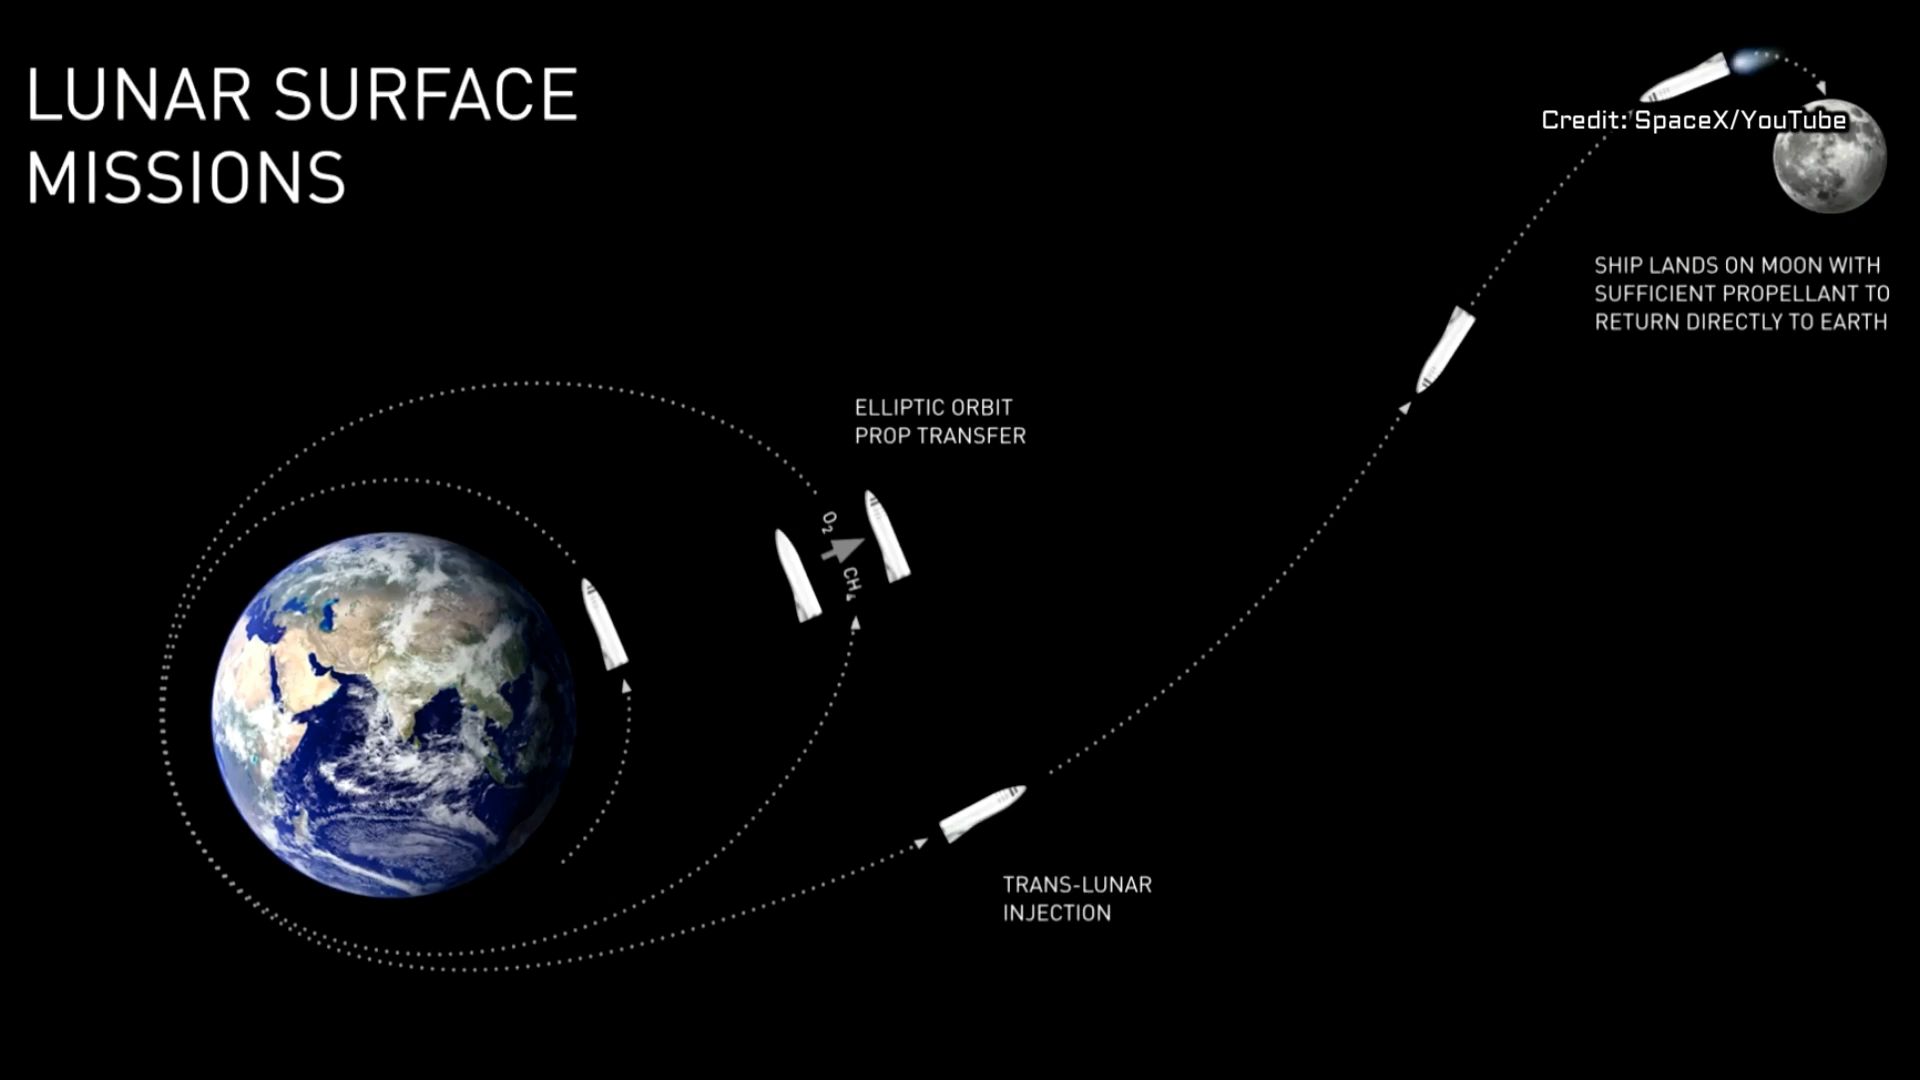 LUNAR SURFACE
MISSIONS
Credit: SpaceX/YouTube
SHIP LANDS ON MOON WITH
SUFFICIENT PROPELLANT TO
RETURN DIRECTLY TO EARTH
ELLIPTIC ORBIT
PROP TRANSFER
O₂
CH₄
TRANS-LUNAR
INJECTION